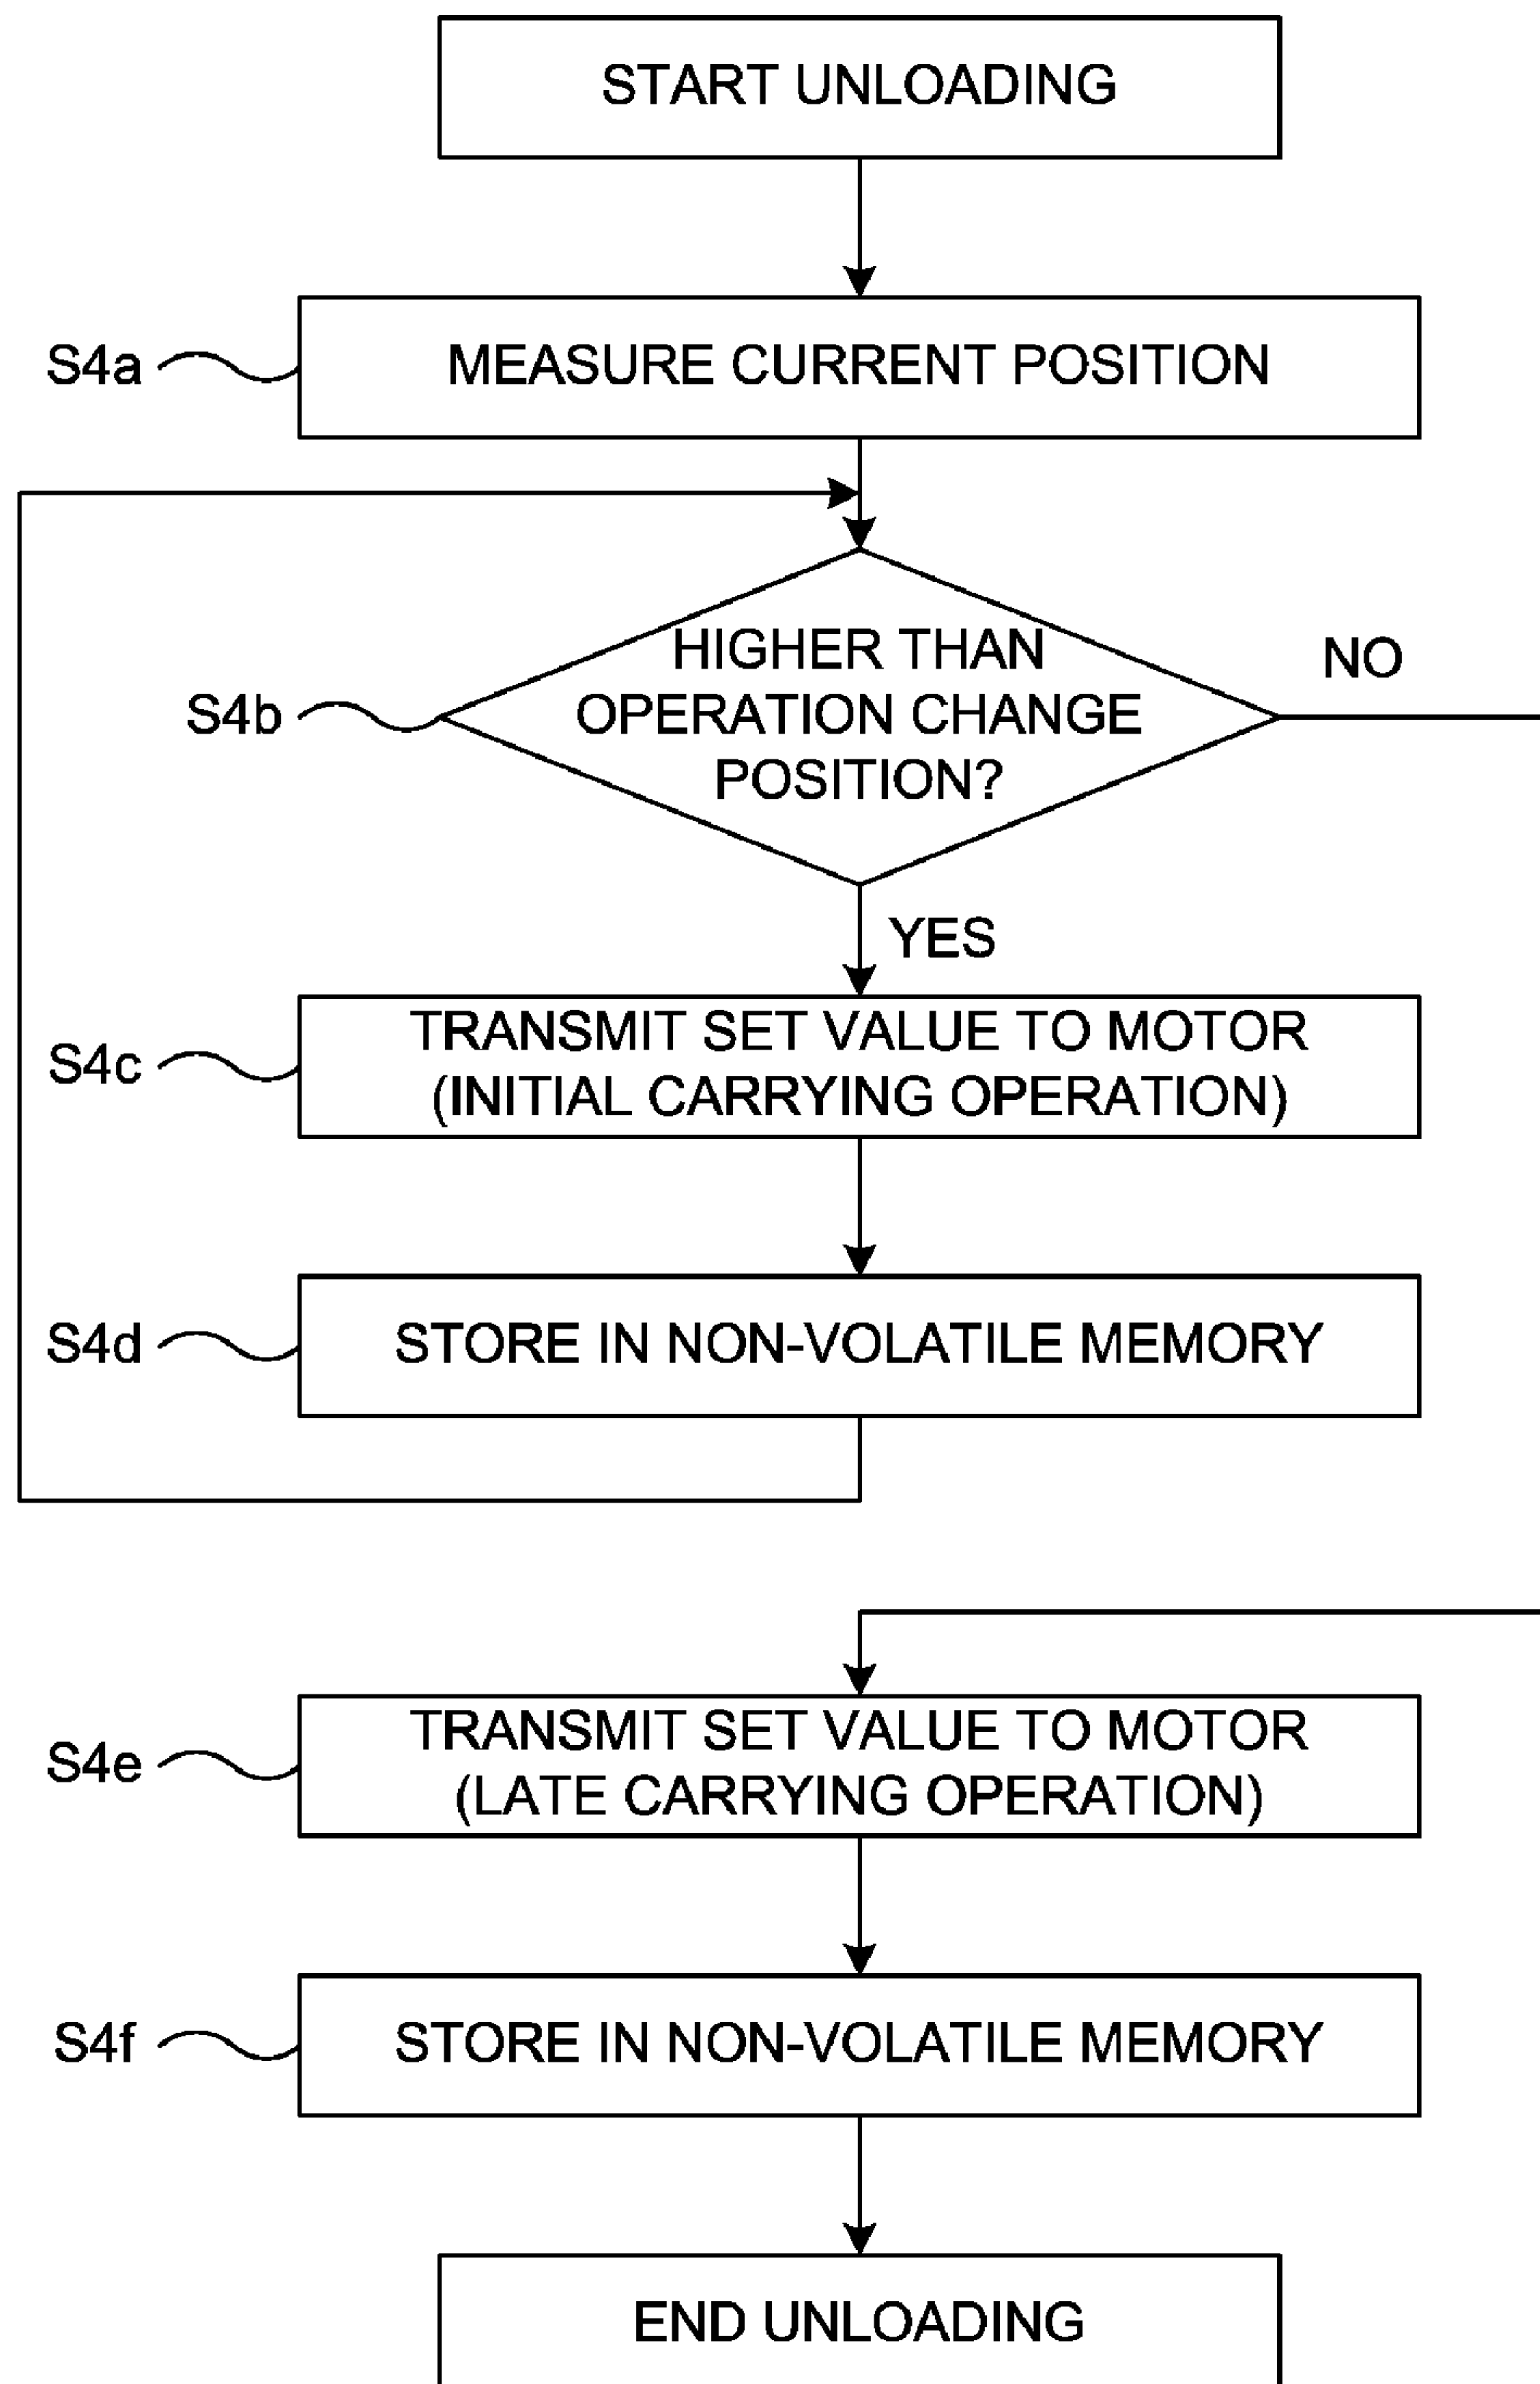 START UNLOADING
S4a
MEASURE CURRENT POSITION
S4b
HIGHER THAN
OPERATION CHANGE
POSITION?
NO
YES
S4c
TRANSMIT SET VALUE TO MOTOR
(INITIAL CARRYING OPERATION)
S4d
STORE IN NON-VOLATILE MEMORY
S4e
TRANSMIT SET VALUE TO MOTOR
(LATE CARRYING OPERATION)
S4f
STORE IN NON-VOLATILE MEMORY
END UNLOADING